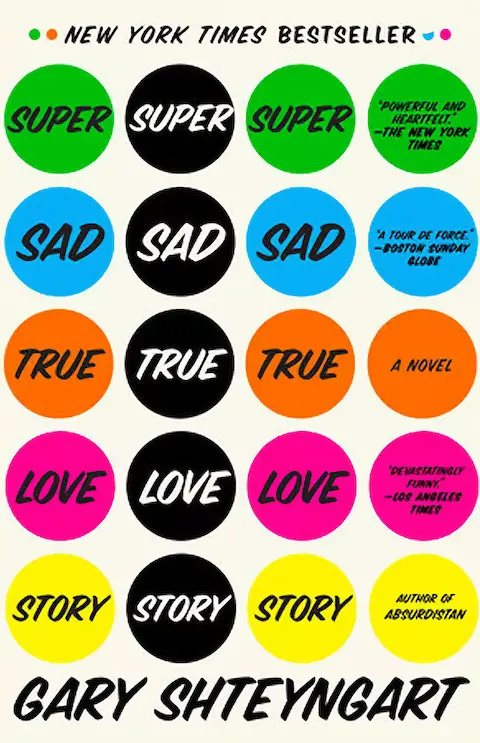 NEW YORK TIMES BESTSELLER
SUPER SUPER SUPER
"POWERFUL AND
HEARTFELT."
—THE NEW YORK
TIMES
SAD SAD SAD
"A TOUR DE FORCE."
—BOSTON SUNDAY
GLOBE
TRUE TRUE TRUE
A NOVEL
LOVE LOVE LOVE
"DEVASTATINGLY
FUNNY."
—LOS ANGELES
TIMES
STORY STORY STORY
AUTHOR OF
ABSURDISTAN
GARY SHTEYNGART